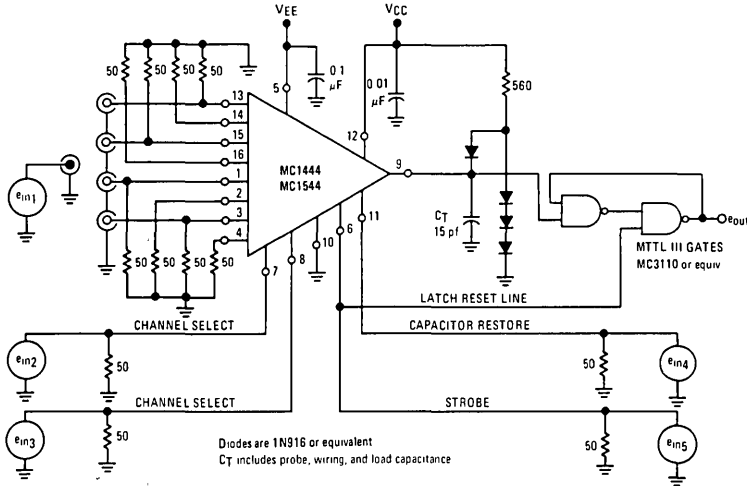 VEE
VCC
50 50 50 50
0 1
µF
0 01
µF
560
5
12
13
14
15
16
1
2
3
4
MC1444
MC1544
9
ein1
CT
15 pf
eout
MTTL III GATES
MC3110 or equiv
10
6
11
7
8
50 50 50 50
LATCH RESET LINE
CHANNEL SELECT
CAPACITOR RESTORE
ein2
50
50
ein4
CHANNEL SELECT
STROBE
ein3
50
50
ein5
Diodes are 1N916 or equivalent
CT includes probe, wiring, and load capacitance